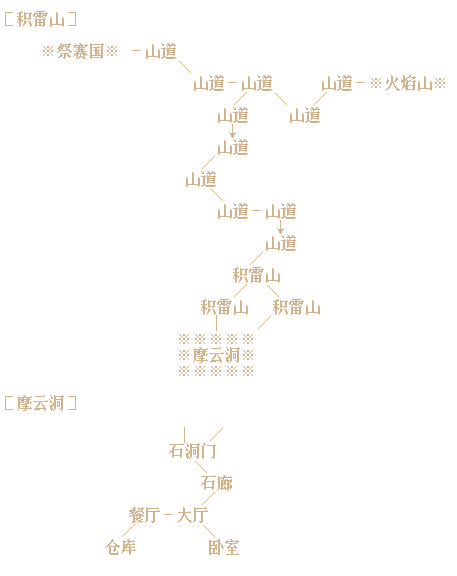 ［积雷山］
※祭赛国※ －山道
山道－山道 山道－※火焰山※
山道 山道
山道
山道
山道－山道
山道
积雷山
积雷山 积雷山
※※※※※
※摩云洞※
※※※※※
［摩云洞］
石洞门
石廊
餐厅－大厅
仓库 卧室